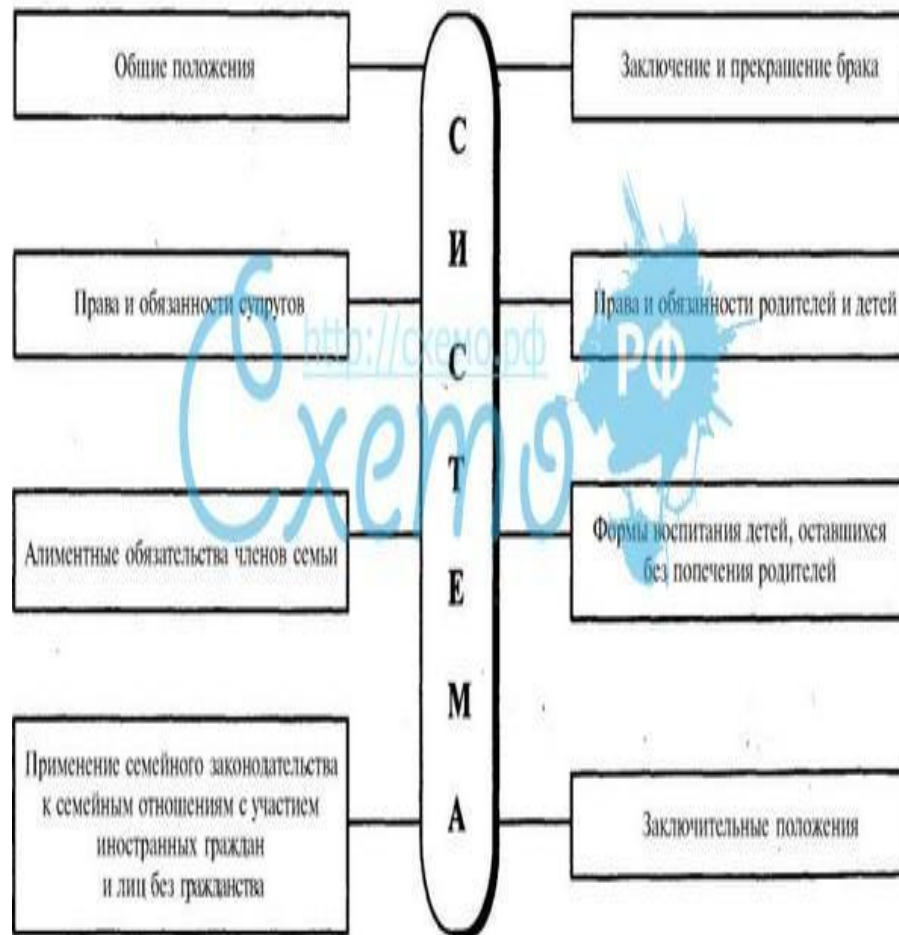 Общие положения
Заключение и прекращение брака
СИСТЕМА
Права и обязанности супругов
Права и обязанности родителей и детей
http://схемо.рф
Схемо
РФ
Алиментные обязательства членов семьи
Формы воспитания детей, оставшихся
без попечения родителей
Применение семейного законодательства
к семейным отношениям с участием
иностранных граждан
и лиц без гражданства
Заключительные положения